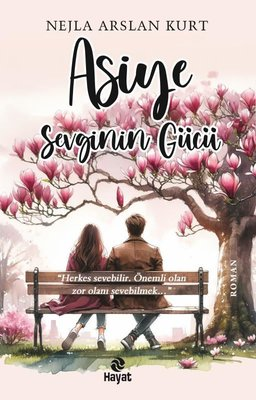 NEJLA ARSLAN KURT
Asiye
Sevginin Gücü
“Herkes sevebilir. Önemli olan
zor olanı sevebilmek...”
ROMAN
Hayat